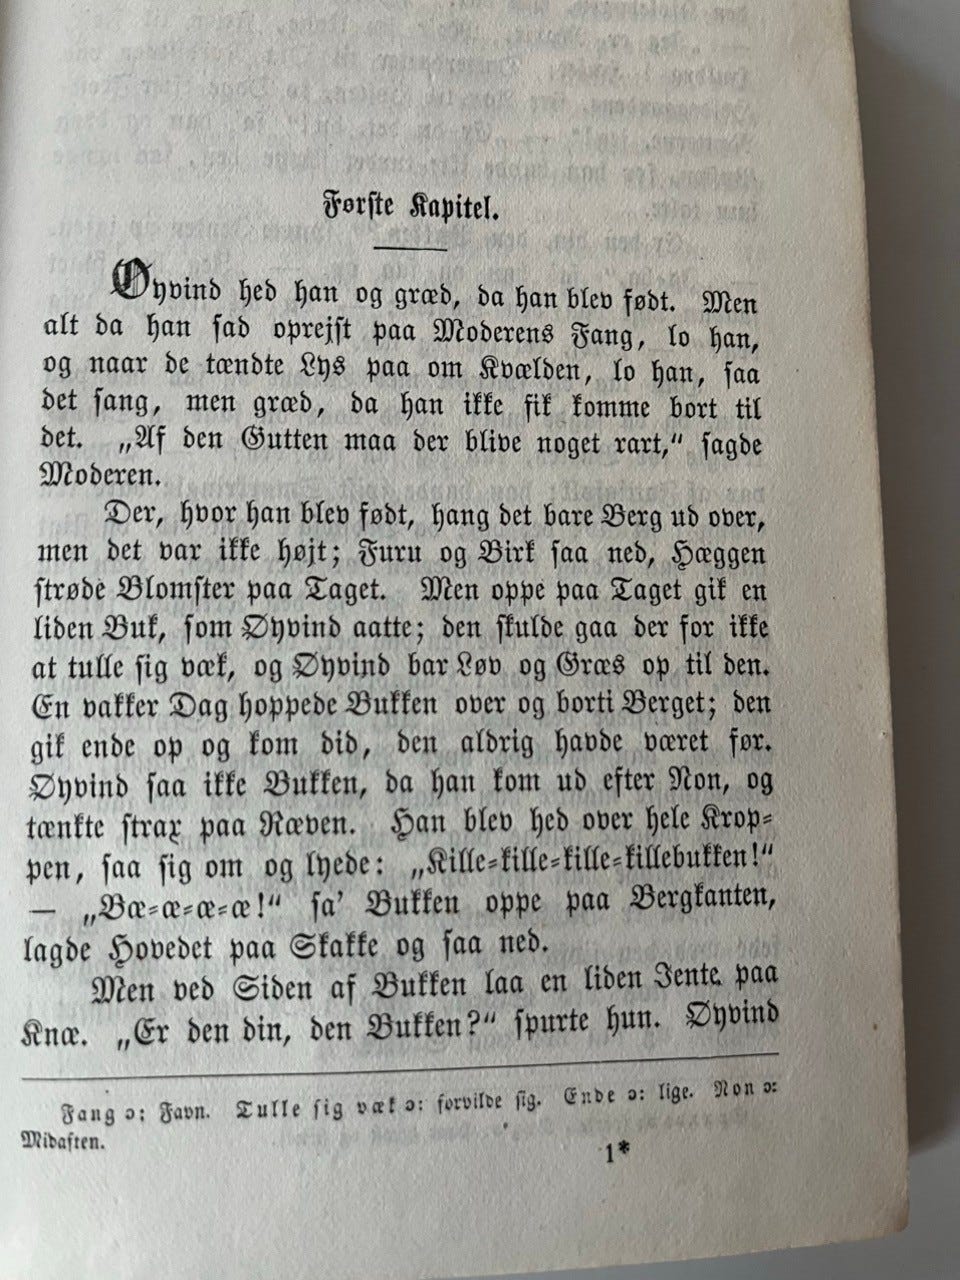 Første Kapitel.
Øyvind hed han og græd, da han blev født. Men
alt da han sad oprejst paa Moderens Fang, lo han,
og naar de tændte Lys paa om Kvælden, lo han, saa
det sang, men græd, da han ikke fik komme bort til
det. „Af den Gutten maa der blive noget rart,“ sagde
Moderen.
Der, hvor han blev født, hang det bare Berg ud over,
men det var ikke højt; Furu og Birk saa ned, Hæggen
strøde Blomster paa Taget. Men oppe paa Taget gik en
liden Buk, som Øyvind aatte; den skulde gaa der for ikke
at tulle sig væk, og Øyvind bar Løv og Græs op til den.
En vakker Dag hoppede Bukken over og borti Berget; den
gik ende op og kom did, den aldrig havde været før.
Øyvind saa ikke Bukken, da han kom ud efter Non, og
tænkte strax paa Ræven. Han blev hed over hele Krop-
pen, saa sig om og lyede: „Kille-kille-kille-killebukken!“
— „Bæ-æ-æ-æ!“ sa' Bukken oppe paa Bergkanten,
lagde Hovedet paa Skakke og saa ned.
Men ved Siden af Bukken laa en liden Jente paa
Knæ. „Er den din, den Bukken?“ spurte hun. Øyvind
Fang ɔ: Favn. Tulle sig væk ɔ: forvilde sig. Ende ɔ: lige. Non ɔ:
Midaften.
1*